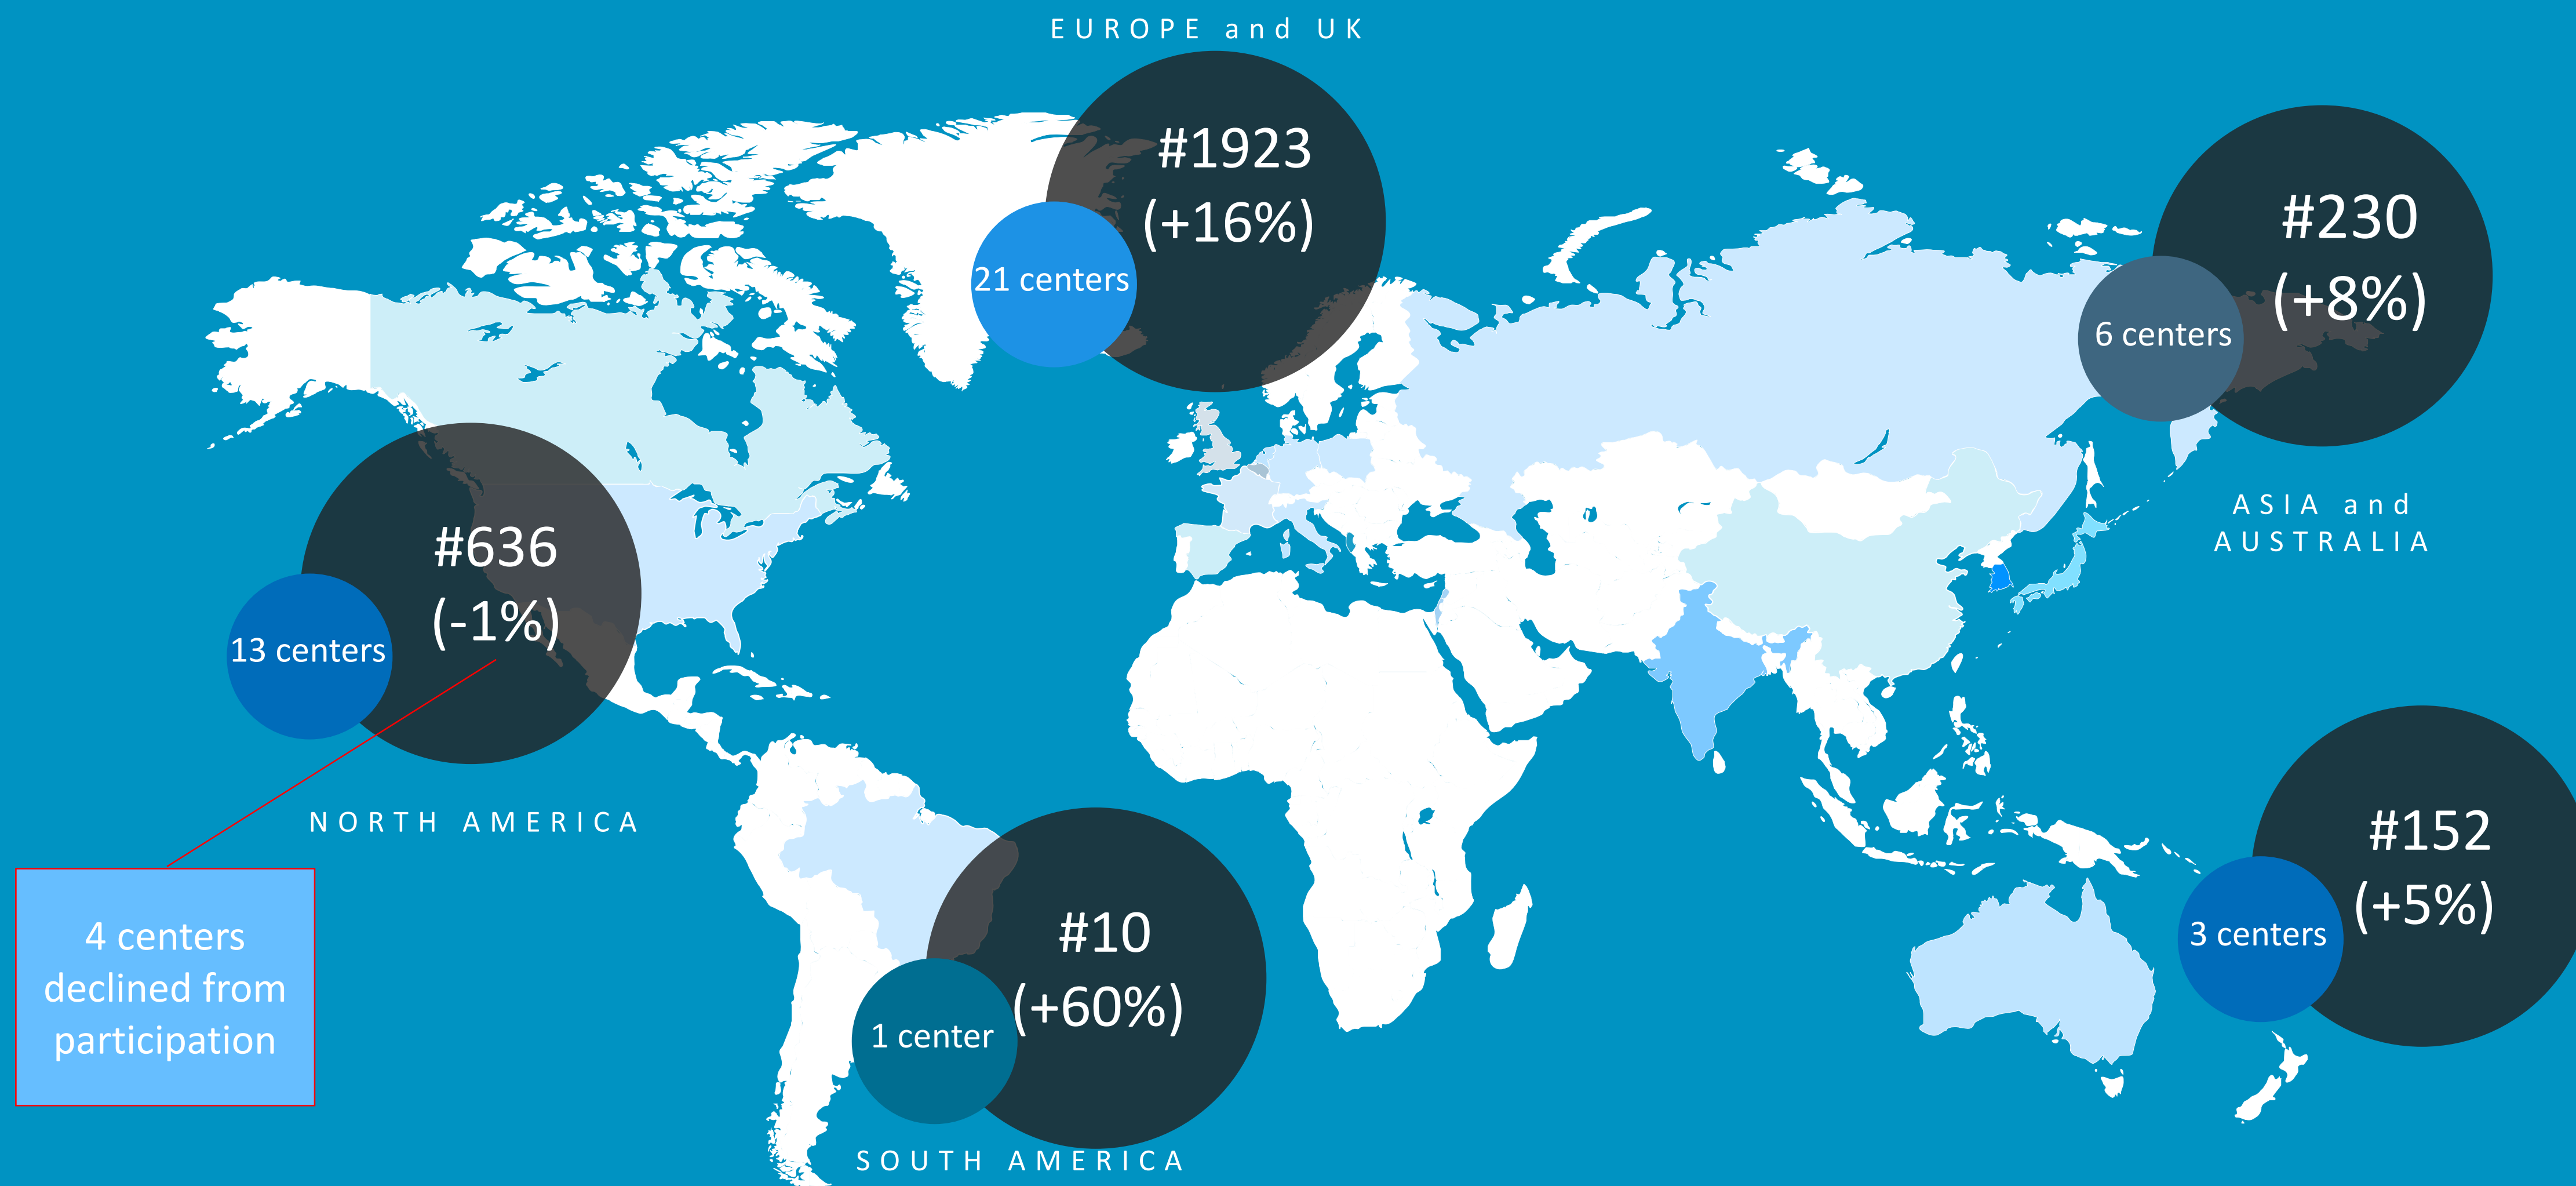 EUROPE and UK
#1923
(+16%)
21 centers
#230
(+8%)
6 centers
ASIA and
AUSTRALIA
#636
(-1%)
13 centers
NORTH AMERICA
4 centers
declined from
participation
#10
(+60%)
1 center
SOUTH AMERICA
#152
(+5%)
3 centers